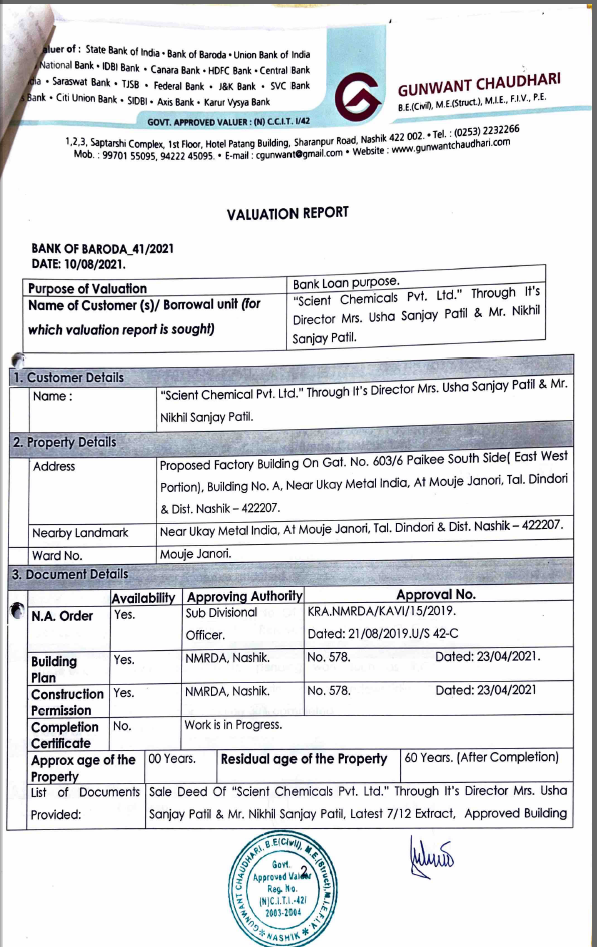 aluer of : State Bank of India • Bank of Baroda • Union Bank of India
National Bank • IDBI Bank • Canara Bank • HDFC Bank • Central Bank
dia • Saraswat Bank • TJSB • Federal Bank • J&K Bank • SVC Bank
Bank • Citi Union Bank • SIDBI • Axis Bank • Karur Vysya Bank
GOVT. APPROVED VALUER : (N) C.C.I.T. I/42
GUNWANT CHAUDHARI
B.E.(Civil), M.E.(Struct.), M.I.E., F.I.V., P.E.
1,2,3, Saptarshi Complex, 1st Floor, Hotel Patang Building, Sharanpur Road, Nashik 422 002. • Tel. : (0253) 2232266
Mob. : 99701 55095, 94222 45095. • E-mail : cgunwant@gmail.com • Website : www.gunwantchaudhari.com
VALUATION REPORT
BANK OF BARODA_41/2021
DATE: 10/08/2021.
Purpose of Valuation Bank Loan purpose.
Name of Customer (s)/ Borrowal unit (for "Scient Chemicals Pvt. Ltd." Through It's
which valuation report is sought) Director Mrs. Usha Sanjay Patil & Mr. Nikhil
Sanjay Patil.
1. Customer Details
Name : "Scient Chemical Pvt. Ltd." Through It's Director Mrs. Usha Sanjay Patil & Mr.
Nikhil Sanjay Patil.
2. Property Details
Address Proposed Factory Building On Gat. No. 603/6 Paikee South Side( East West
Portion), Building No. A, Near Ukay Metal India, At Mouje Janori, Tal. Dindori
& Dist. Nashik – 422207.
Nearby Landmark Near Ukay Metal India, At Mouje Janori, Tal. Dindori & Dist. Nashik – 422207.
Ward No. Mouje Janori.
3. Document Details
Availability Approving Authority Approval No.
N.A. Order Yes. Sub Divisional KRA.NMRDA/KAVI/15/2019.
Officer. Dated: 21/08/2019.U/S 42-C
Building Yes. NMRDA, Nashik. No. 578. Dated: 23/04/2021.
Plan
Construction Yes. NMRDA, Nashik. No. 578. Dated: 23/04/2021
Permission
Completion No. Work is in Progress.
Certificate
Approx age of the 00 Years. Residual age of the Property 60 Years. (After Completion)
Property
List of Documents Sale Deed Of "Scient Chemicals Pvt. Ltd." Through It's Director Mrs. Usha
Provided: Sanjay Patil & Mr. Nikhil Sanjay Patil, Latest 7/12 Extract, Approved Building
GUNWANT CHAUDHARI, B.E(Civil), M.E.(Struct), M.I.E, F.I.V.
Govt.
Approved Valuer
2
Reg. No.
(N)C.I.T.I.-421
2003-2004
NASHIK